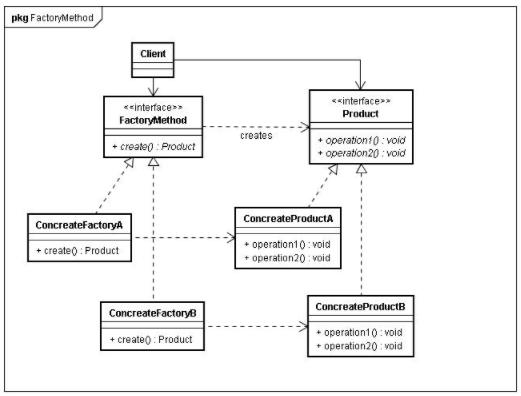 pkg FactoryMethod
Client
<<interface>>
FactoryMethod
+ create() : Product
creates
<<interface>>
Product
+ operation1() : void
+ operation2() : void
ConcreateFactoryA
+ create() : Product
ConcreateProductA
+ operation1() : void
+ operation2() : void
ConcreateFactoryB
+ create() : Product
ConcreateProductB
+ operation1() : void
+ operation2() : void